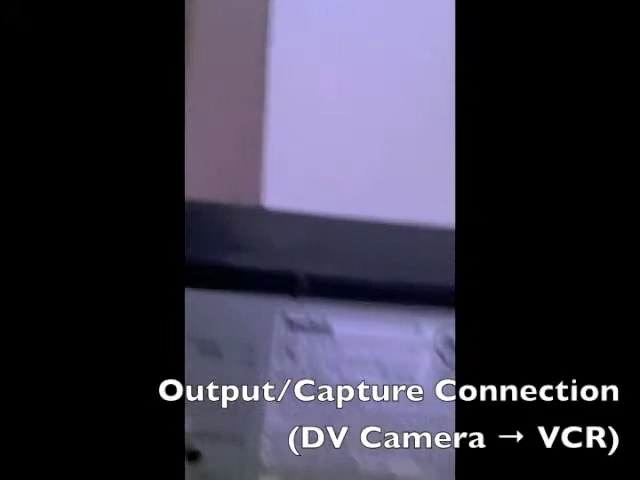 Output/Capture Connection
(DV Camera → VCR)